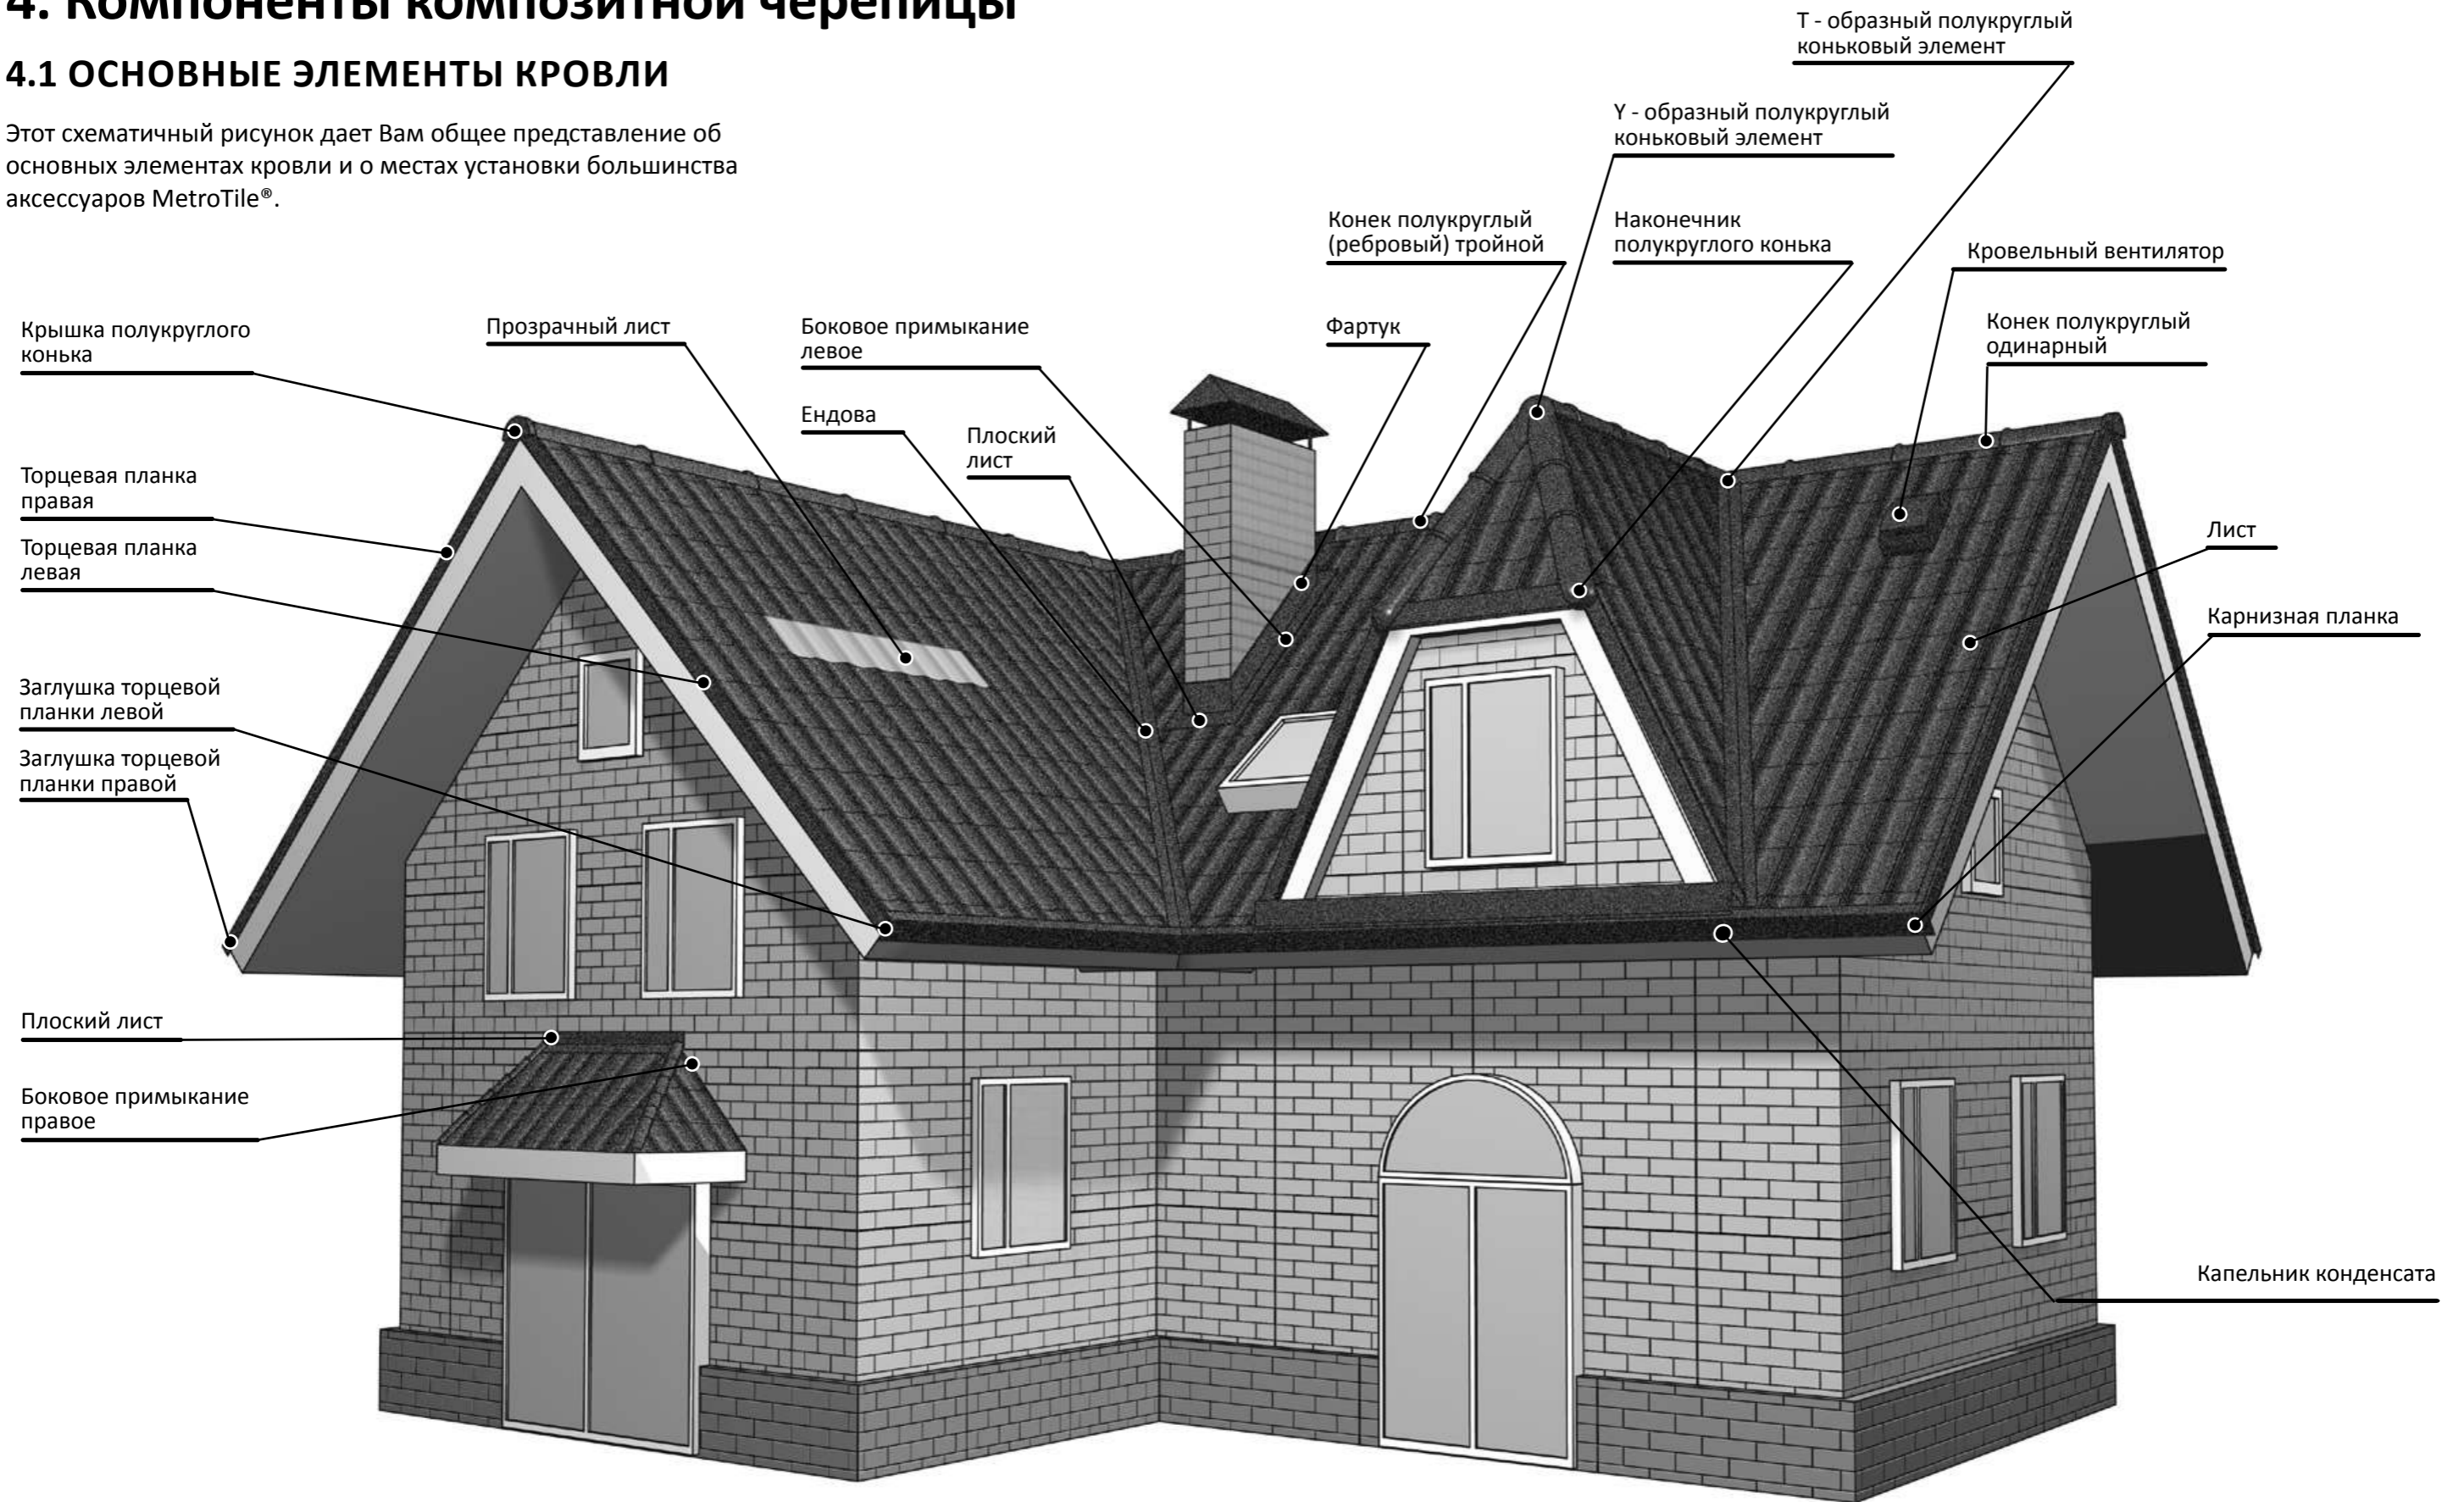 4. Компоненты композитной черепицы
4.1 ОСНОВНЫЕ ЭЛЕМЕНТЫ КРОВЛИ
Этот схематичный рисунок дает Вам общее представление об
основных элементах кровли и о местах установки большинства
аксессуаров MetroTile®.
Т - образный полукруглый
коньковый элемент
Y - образный полукруглый
коньковый элемент
Конек полукруглый
(ребровый) тройной
Наконечник
полукруглого конька
Кровельный вентилятор
Крышка полукруглого
конька
Прозрачный лист
Боковое примыкание
левое
Фартук
Конек полукруглый
одинарный
Ендова
Плоский
лист
Торцевая планка
правая
Торцевая планка
левая
Лист
Карнизная планка
Заглушка торцевой
планки левой
Заглушка торцевой
планки правой
Плоский лист
Боковое примыкание
правое
Капельник конденсата